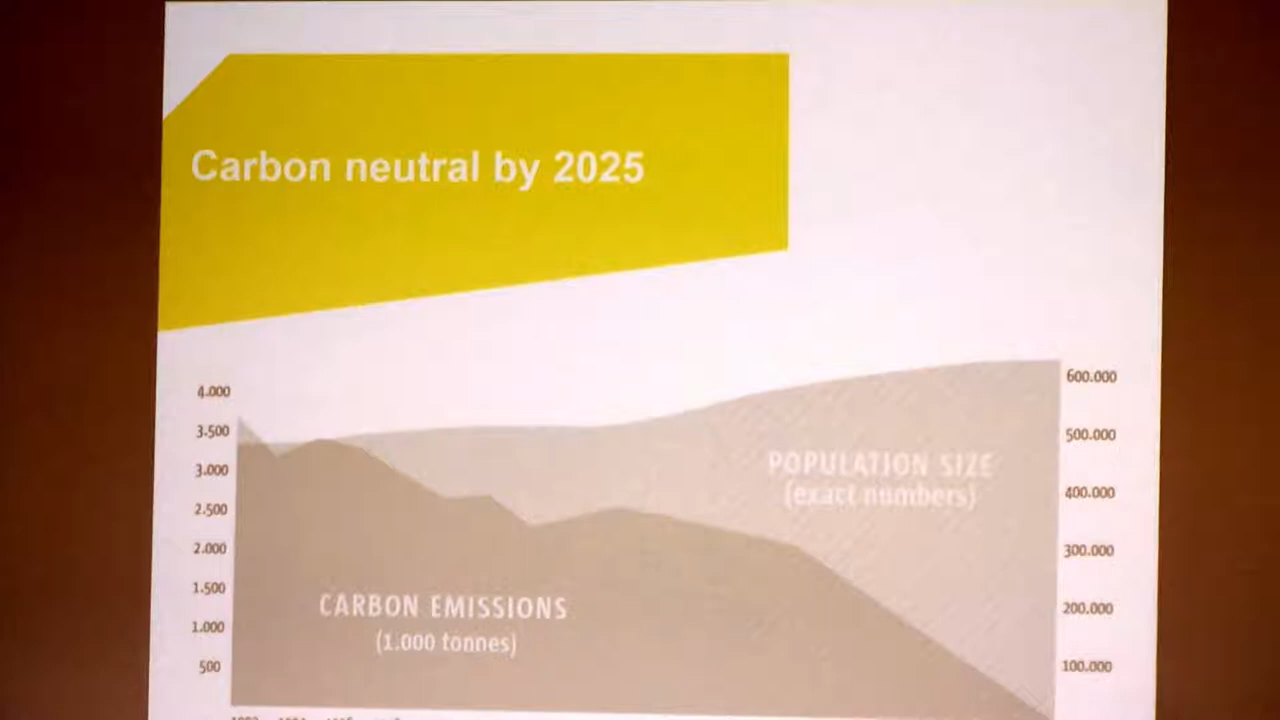 Carbon neutral by 2025
4.000
3.500
3.000
2.500
2.000
1.500
1.000
500
600.000
500.000
400.000
300.000
200.000
100.000
POPULATION SIZE
(exact numbers)
CARBON EMISSIONS
(1.000 tonnes)